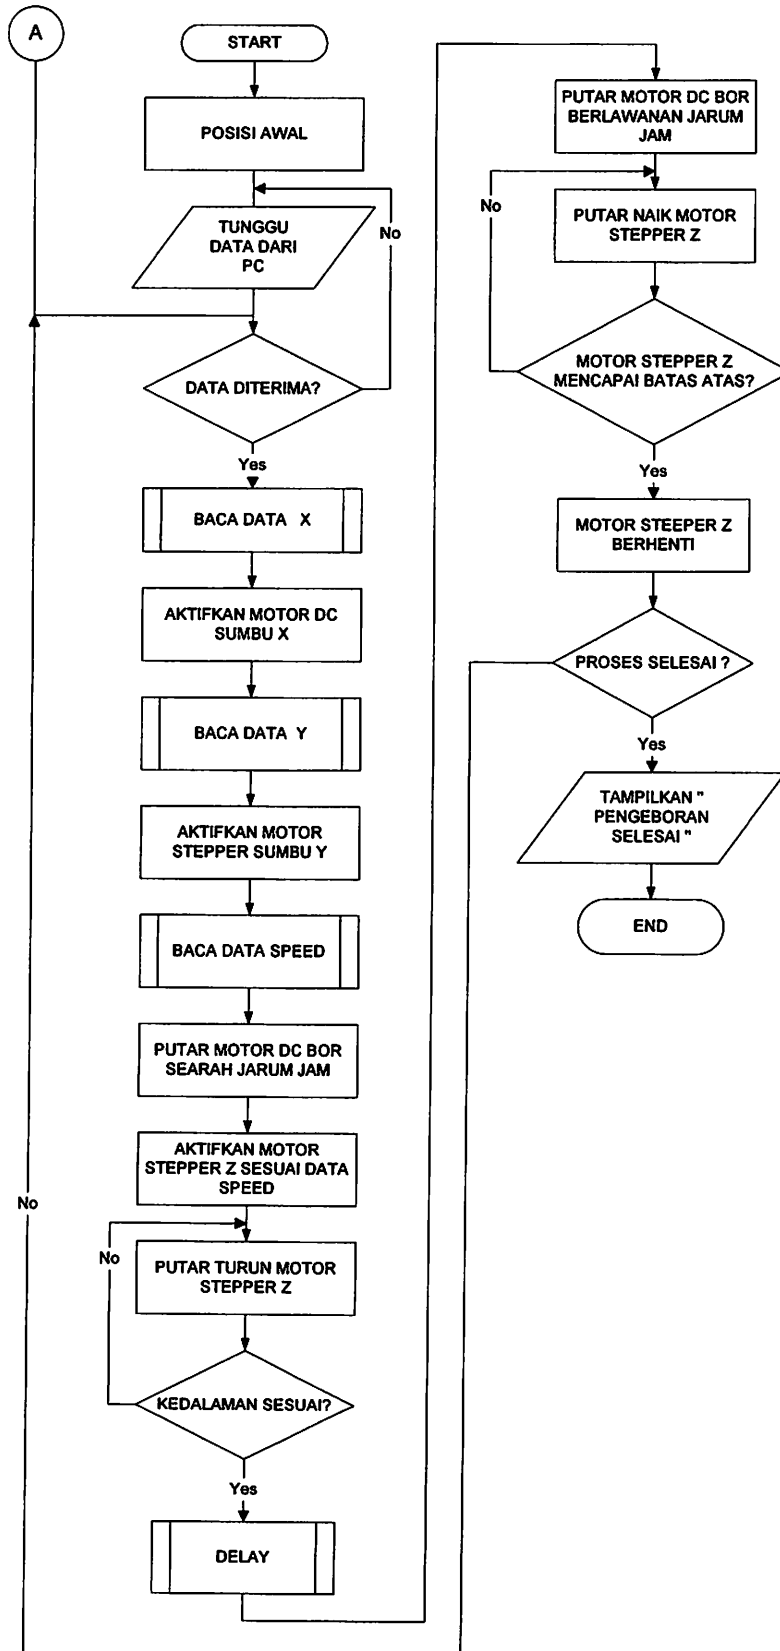 A
START
POSISI AWAL
TUNGGU
DATA DARI
PC
No
DATA DITERIMA?
Yes
BACA DATA X
AKTIFKAN MOTOR DC
SUMBU X
BACA DATA Y
AKTIFKAN MOTOR
STEPPER SUMBU Y
BACA DATA SPEED
PUTAR MOTOR DC BOR
SEARAH JARUM JAM
AKTIFKAN MOTOR
STEPPER Z SESUAI DATA
SPEED
No
No
PUTAR TURUN MOTOR
STEPPER Z
KEDALAMAN SESUAI?
Yes
DELAY
PUTAR MOTOR DC BOR
BERLAWANAN JARUM
JAM
No
PUTAR NAIK MOTOR
STEPPER Z
MOTOR STEPPER Z
MENCAPAI BATAS ATAS?
Yes
MOTOR STEEPER Z
BERHENTI
PROSES SELESAI ?
Yes
TAMPILKAN "
PENGEBORAN
SELESAI "
END